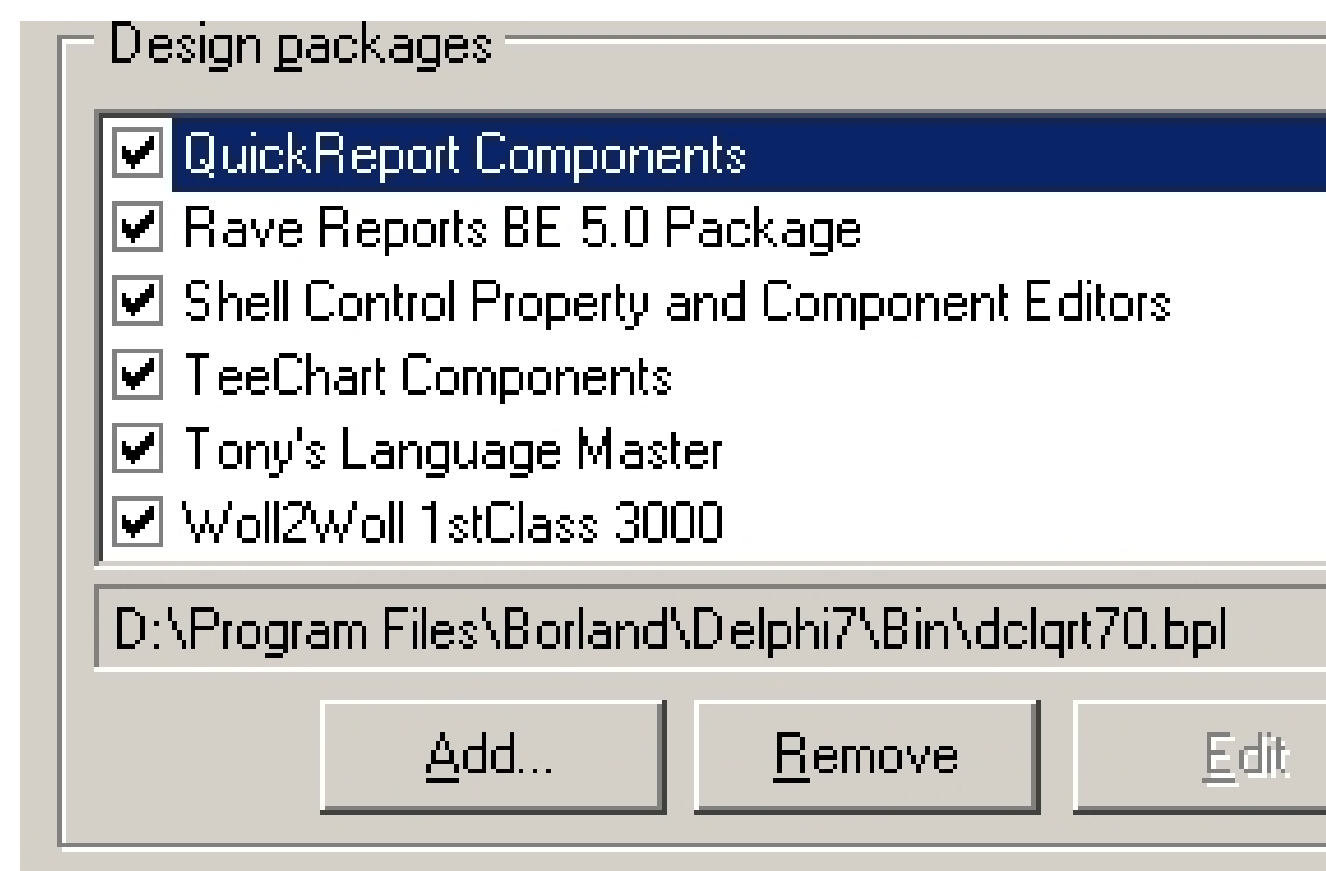 Design packages
QuickReport Components
Rave Reports BE 5.0 Package
Shell Control Property and Component Editors
TeeChart Components
Tony's Language Master
Woll2Woll 1stClass 3000
D:\Program Files\Borland\Delphi7\Bin\dclqrt70.bpl
Add... Remove Edit